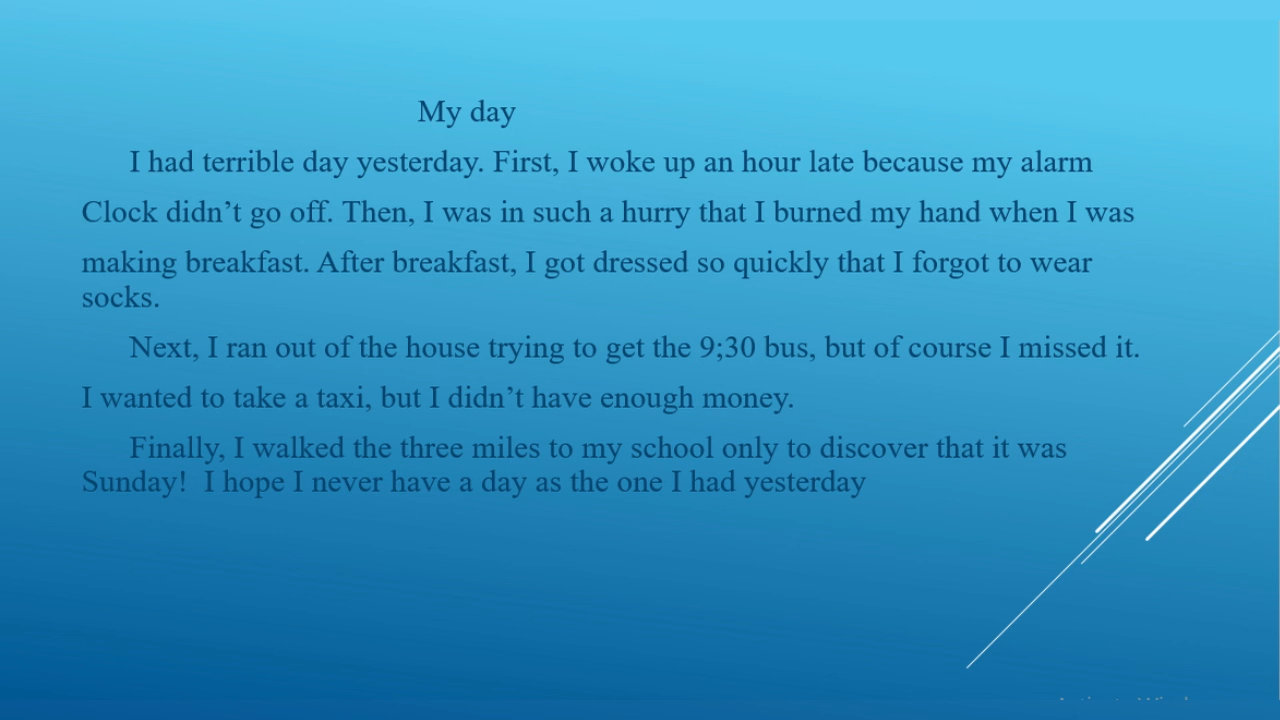 My day
I had terrible day yesterday. First, I woke up an hour late because my alarm
Clock didn’t go off. Then, I was in such a hurry that I burned my hand when I was
making breakfast. After breakfast, I got dressed so quickly that I forgot to wear
socks.
Next, I ran out of the house trying to get the 9;30 bus, but of course I missed it.
I wanted to take a taxi, but I didn’t have enough money.
Finally, I walked the three miles to my school only to discover that it was
Sunday!  I hope I never have a day as the one I had yesterday